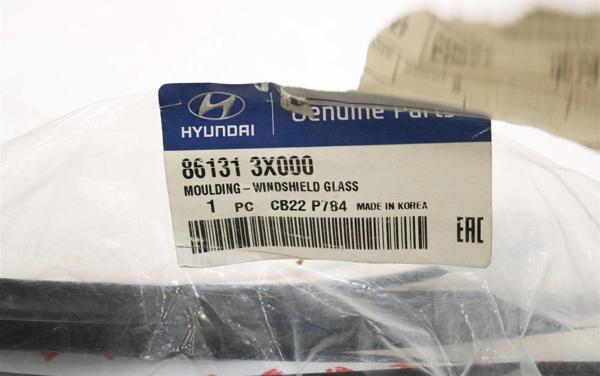 HYUNDAI Genuine Parts
86131 3X000
MOULDING-WINDSHIELD GLASS
1 PC CB22 P784 MADE IN KOREA
EAC